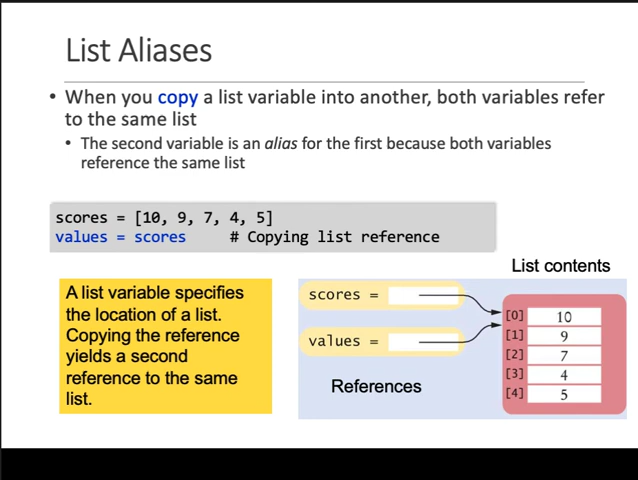 List Aliases
• When you copy a list variable into another, both variables refer
to the same list
• The second variable is an alias for the first because both variables
reference the same list
scores = [10, 9, 7, 4, 5]
values = scores # Copying list reference
A list variable specifies
the location of a list.
Copying the reference
yields a second
reference to the same
list.
List contents
scores =
values =
References
[0] 10
[1] 9
[2] 7
[3] 4
[4] 5